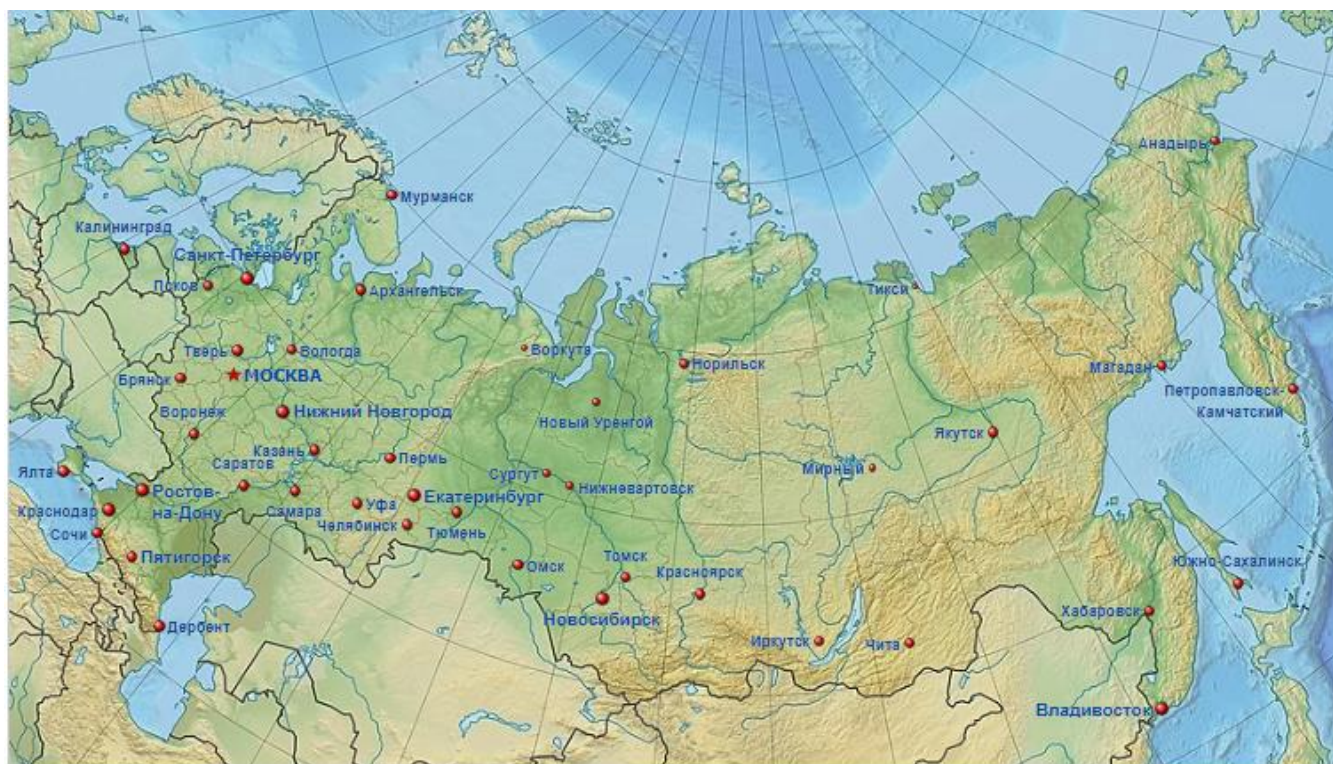 Анадырь
Мурманск
Калининград
Санкт-Петербург
Псков
Архангельск
Тикси
Тверь
Вологда
Воркута
Норильск
Магадан
Брянск
МОСКВА
Петропавловск-
Камчатский
Воронеж
Нижний Новгород
Новый Уренгой
Якутск
Казань
Пермь
Саратов
Мирный
Ялта
Сургут
Нижневартовск
Ростов-
на-Дону
Екатеринбург
Самара
Уфа
Краснодар
Челябинск
Тюмень
Сочи
Пятигорск
Омск
Томск
Красноярск
Южно-Сахалинск
Новосибирск
Хабаровск
Дербент
Иркутск
Чита
Владивосток